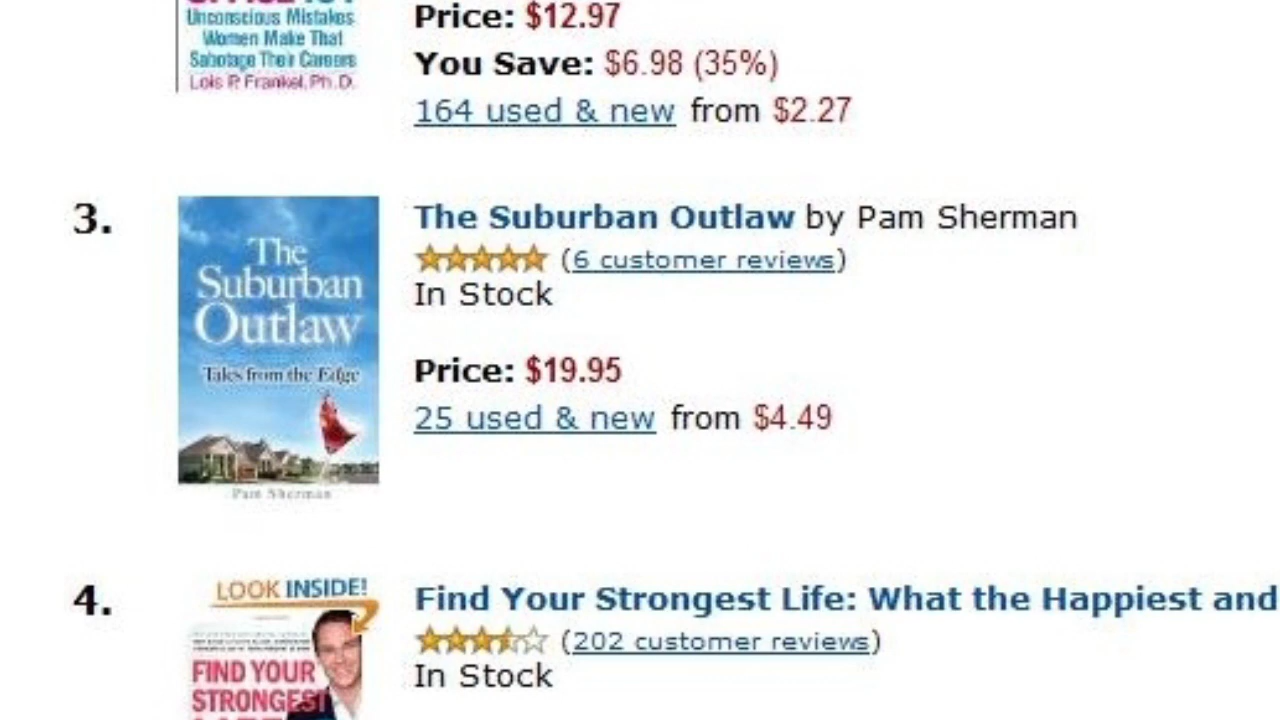 Unconscious Mistakes
Women Make That
Sabotage Their Careers
Lois P. Frankel, Ph.D.
Price: $12.97
You Save: $6.98 (35%)
164 used & new from $2.27
3.
The
Suburban
Outlaw
Tales from the Edge
Pam Sherman
The Suburban Outlaw by Pam Sherman
(6 customer reviews)
In Stock
Price: $19.95
25 used & new from $4.49
4.
LOOK INSIDE!
FIND YOUR
STRONGEST
Find Your Strongest Life: What the Happiest and
(202 customer reviews)
In Stock